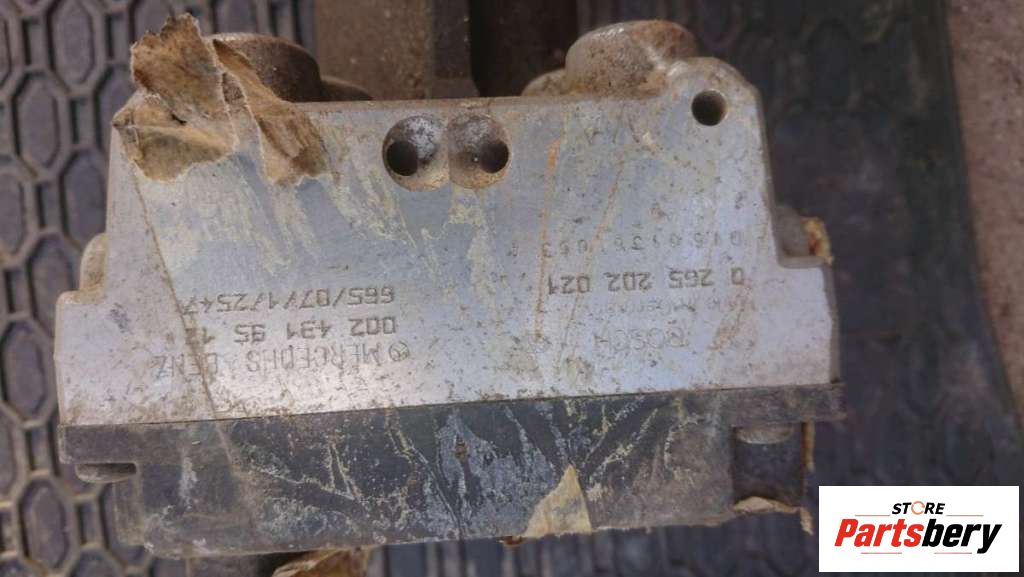 BOSCH
0 265 202 021
MERCEDES BENZ
002 431 95 12
665/07/1/2547
STORE
Partsbery